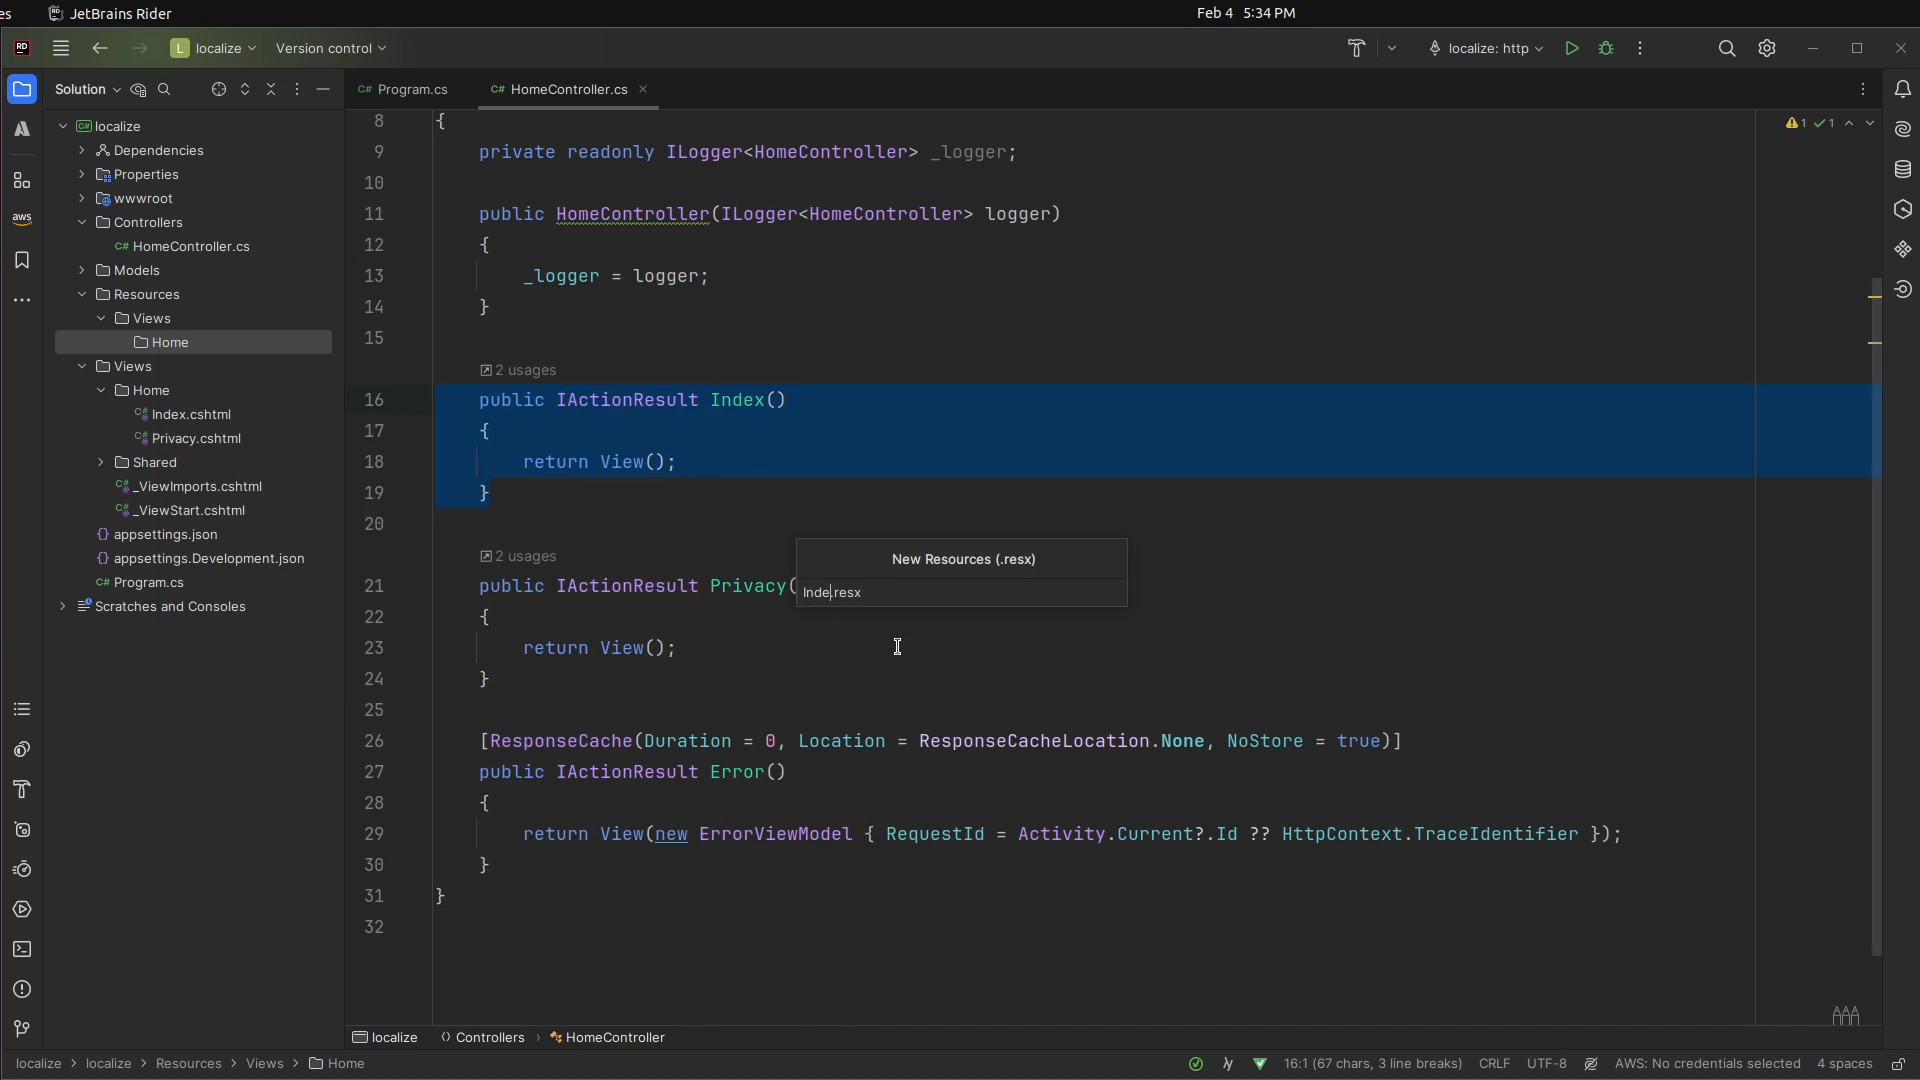 es
JetBrains Rider
Feb 4 5:34 PM
RD
L localize
Version control
localize: http
Solution
C# Program.cs
C# HomeController.cs
C# localize
Dependencies
Properties
wwwroot
Controllers
C# HomeController.cs
Models
Resources
Views
Home
Views
Home
C# Index.cshtml
C# Privacy.cshtml
Shared
C# _ViewImports.cshtml
C# _ViewStart.cshtml
{} appsettings.json
{} appsettings.Development.json
C# Program.cs
Scratches and Consoles
aws
1 1
8 {
9 private readonly ILogger<HomeController> _logger;
10
11 public HomeController(ILogger<HomeController> logger)
12 {
13 _logger = logger;
14 }
15
2 usages
16 public IActionResult Index()
17 {
18 return View();
19 }
20
2 usages
21 public IActionResult Privacy(
New Resources (.resx)
Inde.resx
22 {
23 return View();
24 }
25
26 [ResponseCache(Duration = 0, Location = ResponseCacheLocation.None, NoStore = true)]
27 public IActionResult Error()
28 {
29 return View(new ErrorViewModel { RequestId = Activity.Current?.Id ?? HttpContext.TraceIdentifier });
30 }
31 }
32
localize Controllers HomeController
localize > localize > Resources > Views > Home
16:1 (67 chars, 3 line breaks) CRLF UTF-8 AWS: No credentials selected 4 spaces